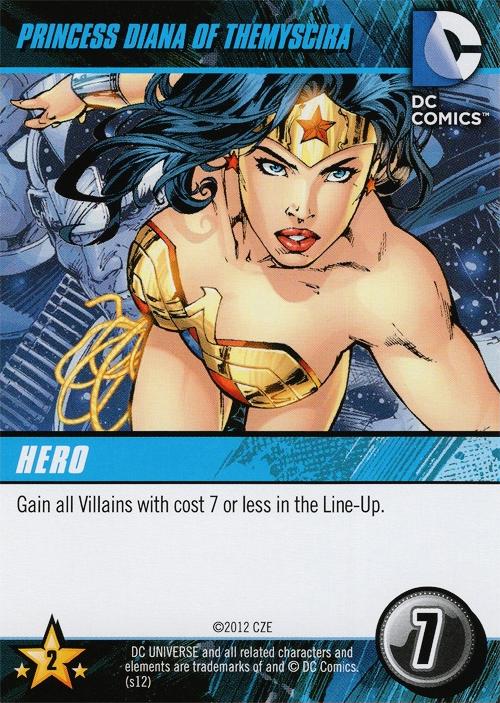 PRINCESS DIANA OF THEMYSCIRA
DC
COMICS™
HERO
Gain all Villains with cost 7 or less in the Line-Up.
©2012 CZE
2
DC UNIVERSE and all related characters and
elements are trademarks of and © DC Comics.
(s12)
7